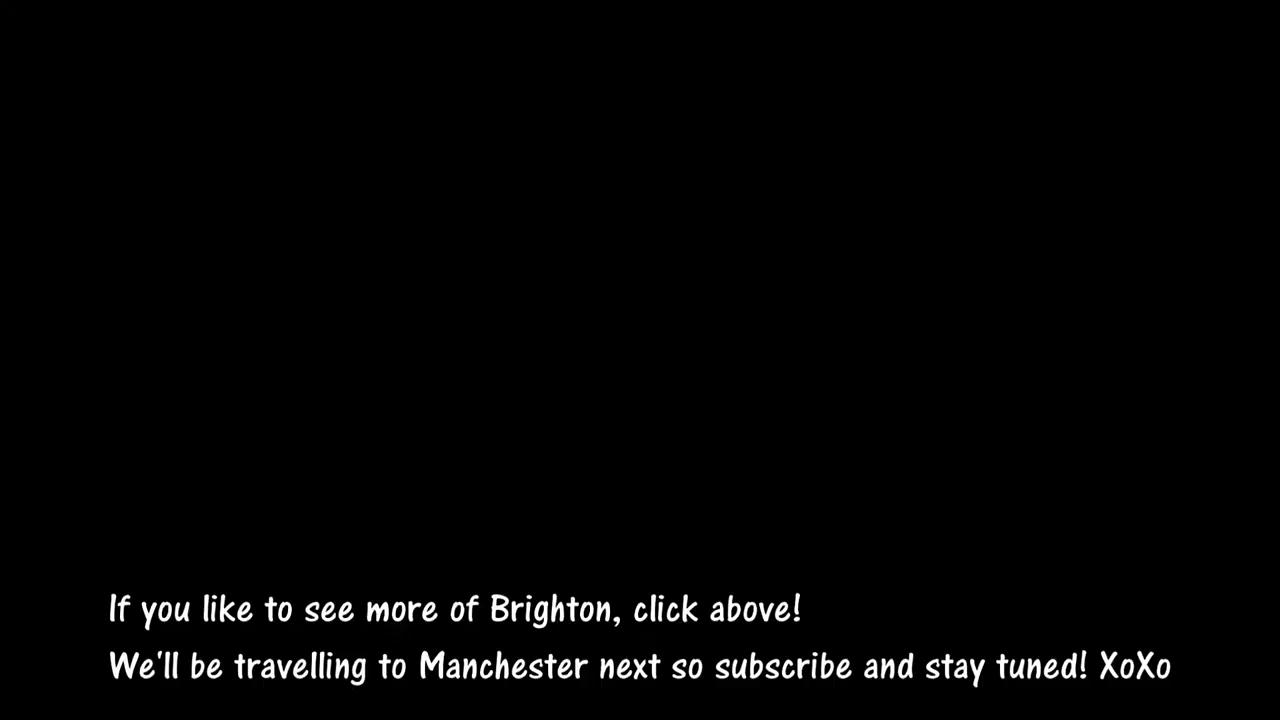 If you like to see more of Brighton, click above!
We'll be travelling to Manchester next so subscribe and stay tuned! XoXo